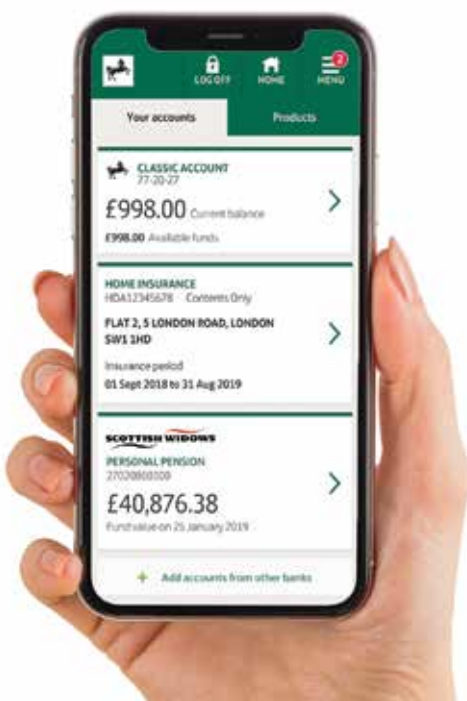 2
LOG OFF HOME MENU
Your accounts Products
CLASSIC ACCOUNT
77-20-27
£998.00 Current balance
£998.00 Available funds
HOME INSURANCE
HOA12345678 Contents Only
FLAT 2, 5 LONDON ROAD, LONDON
SW1 1HD
Insurance period
01 Sept 2018 to 31 Aug 2019
SCOTTISH WIDOWS
PERSONAL PENSION
£40,876.38
Fund value on 25 January 2019
+ Add accounts from other banks